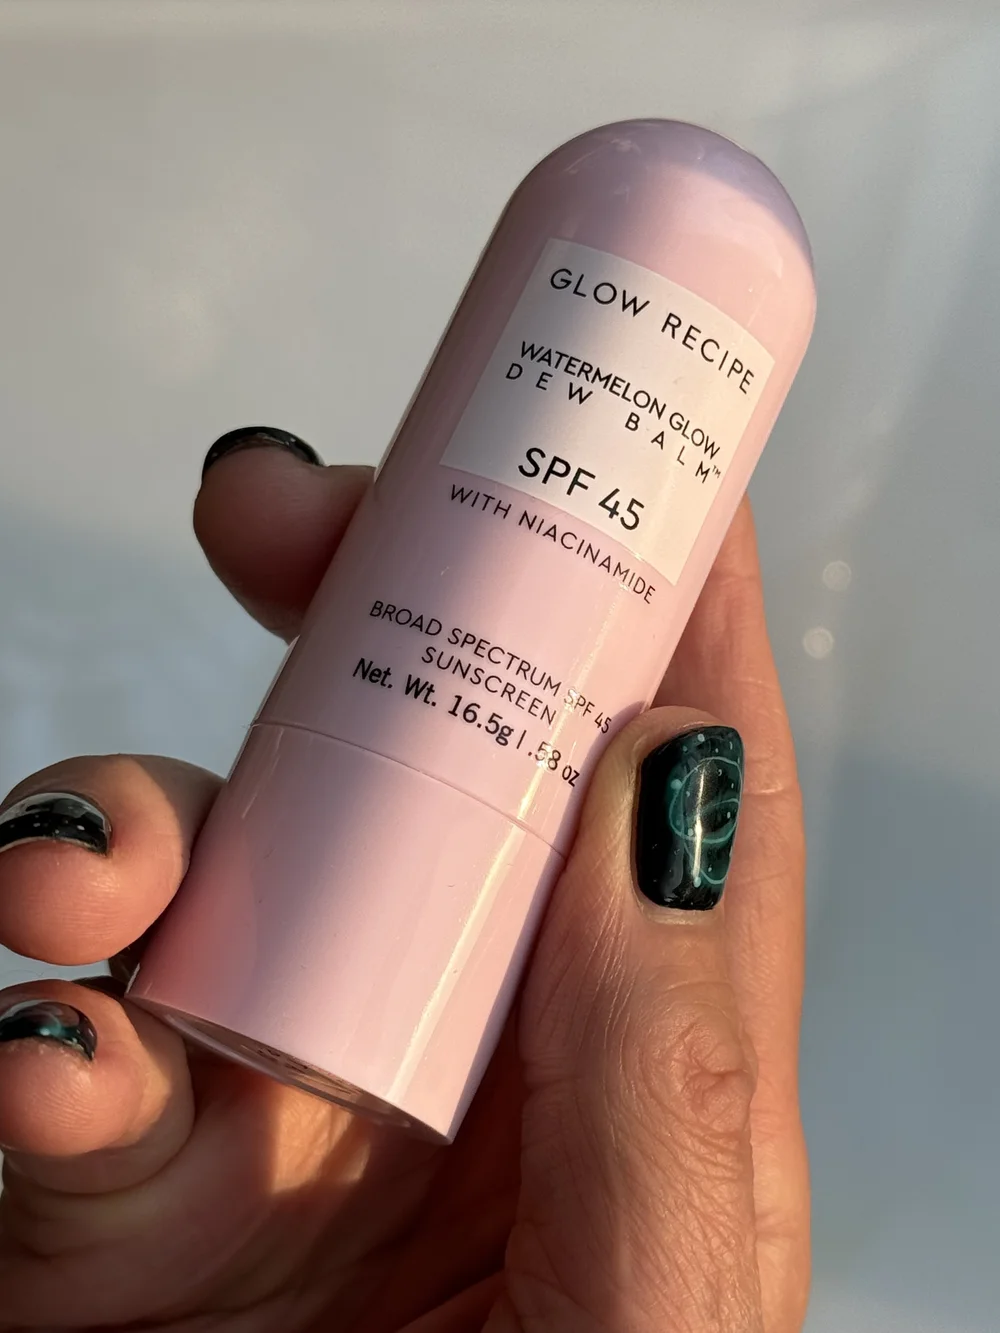 GLOW RECIPE
WATERMELON GLOW
DEW BALM™
SPF 45
WITH NIACINAMIDE
BROAD SPECTRUM SPF 45
SUNSCREEN
Net. Wt. 16.5g | .58 oz